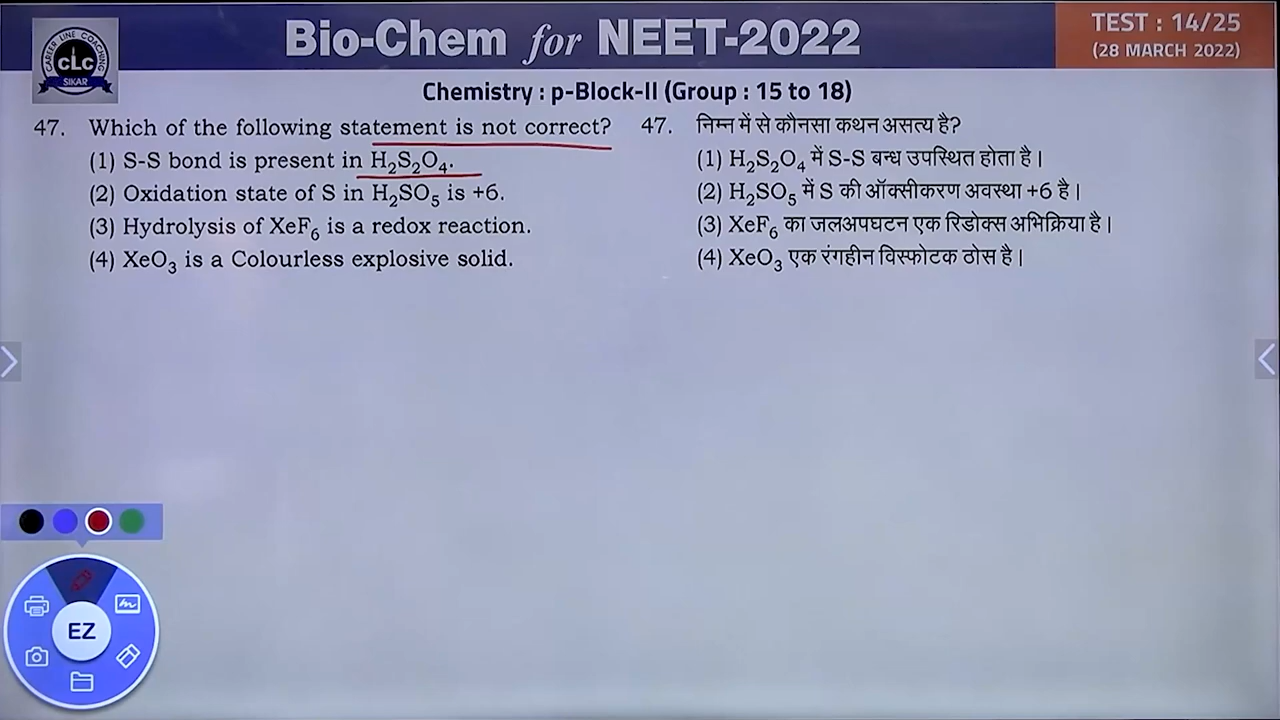 CAREER LINE COACHING
CLC
SIKAR
Bio-Chem for NEET-2022
TEST : 14/25
(28 MARCH 2022)
Chemistry : p-Block-II (Group : 15 to 18)
47. Which of the following statement is not correct?
(1) S-S bond is present in H₂S₂O₄.
(2) Oxidation state of S in H₂SO₅ is +6.
(3) Hydrolysis of XeF₆ is a redox reaction.
(4) XeO₃ is a Colourless explosive solid.
47. निम्न में से कौनसा कथन असत्य है?
(1) H₂S₂O₄ में S-S बन्ध उपस्थित होता है।
(2) H₂SO₅ में S की ऑक्सीकरण अवस्था +6 है।
(3) XeF₆ का जलअपघटन एक रिडोक्स अभिक्रिया है।
(4) XeO₃ एक रंगहीन विस्फोटक ठोस है।
EZ